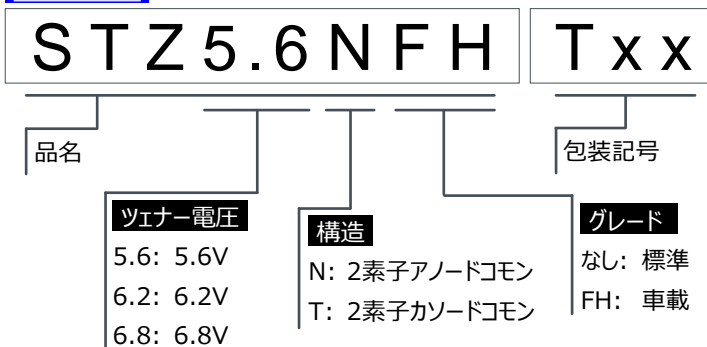 STZ5.6NFH Txx
品名
包装記号
ツェナー電圧
5.6: 5.6V
6.2: 6.2V
6.8: 6.8V
構造
N: 2素子アノードコモン
T: 2素子カソードコモン
グレード
なし: 標準
FH: 車載